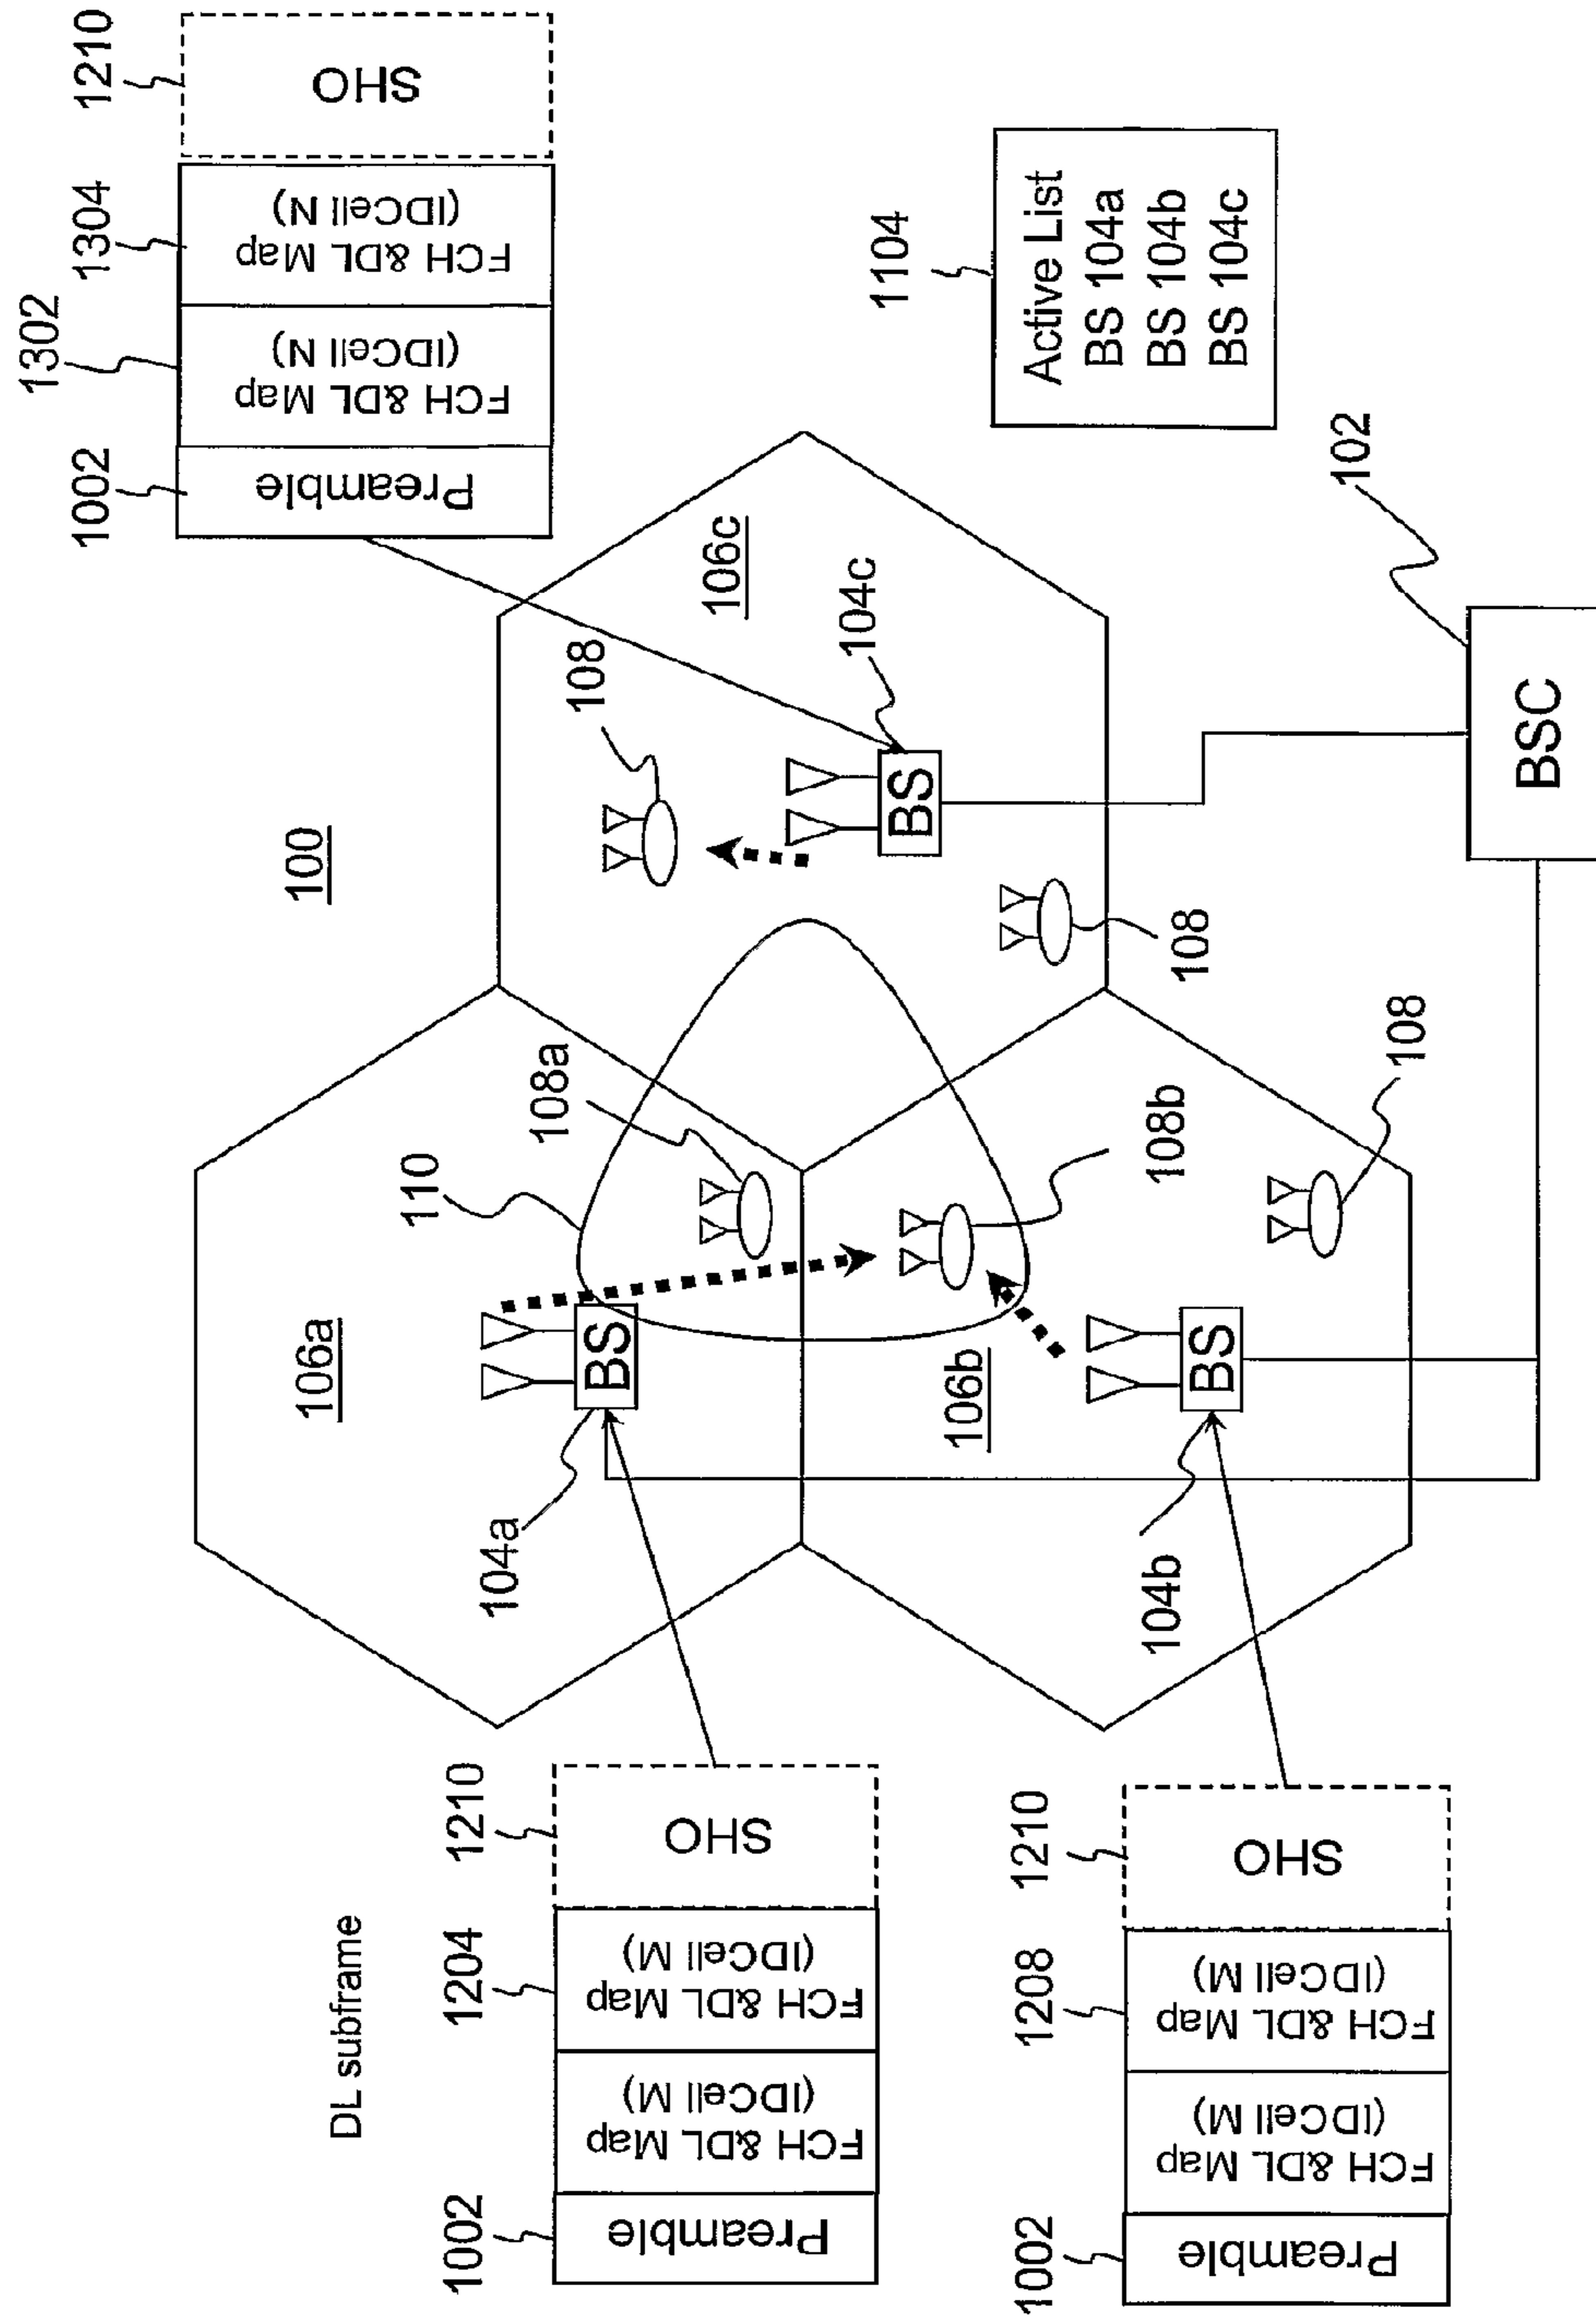 DL subframe
1002
1204
1210
Preamble
FCH &DL Map
(IDCell M)
FCH &DL Map
(IDCell M)
SHO
1002
1208
1210
Preamble
FCH &DL Map
(IDCell M)
FCH &DL Map
(IDCell M)
SHO
106a
104a
BS
110
108a
100
106b
104b
BS
108b
108
106c
104c
BS
108
108
1002
1302
1304
1210
Preamble
FCH &DL Map
(IDCell N)
FCH &DL Map
(IDCell N)
SHO
1104
Active List
BS 104a
BS 104b
BS 104c
102
BSC